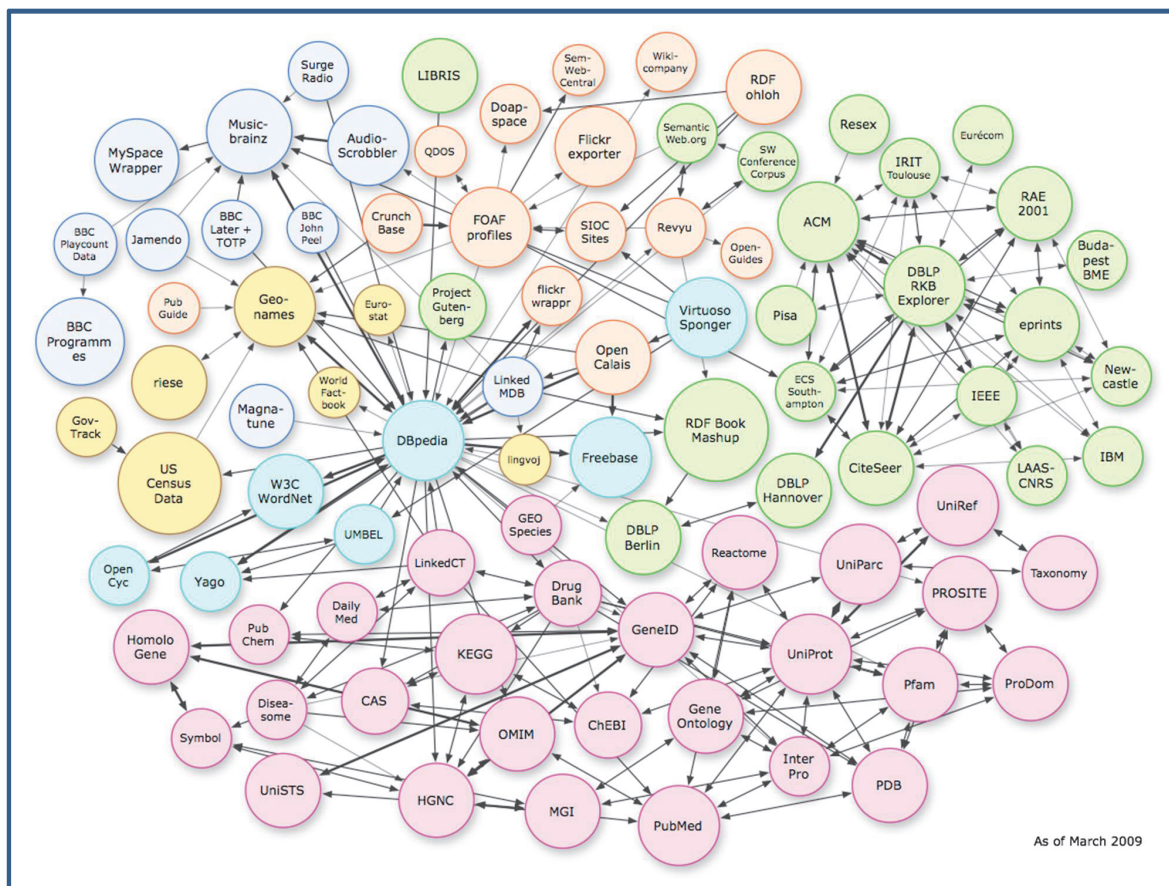 Surge
Radio
LIBRIS
Sem-
Web-
Central
Wiki-
company
RDF
ohloh
Music-
brainz
Doap-
space
MySpace
Wrapper
Audio-
Scrobbler
QDOS
Flickr
exporter
Semantic
Web.org
SW
Conference
Corpus
Resex
IRIT
Toulouse
Eurécom
RAE
2001
BBC
Playcount
Data
Jamendo
BBC
Later +
TOTP
BBC
John
Peel
Crunch
Base
FOAF
profiles
SIOC
Sites
Revyu
Open-
Guides
ACM
DBLP
RKB
Explorer
Buda-
pest
BME
Pub
Guide
Geo-
names
Euro-
stat
Project
Guten-
berg
flickr
wrappr
Virtuoso
Sponger
Pisa
eprints
BBC
Programm
es
riese
World
Fact-
book
Linked
MDB
Open
Calais
ECS
South-
ampton
IEEE
New-
castle
Gov-
Track
Magna-
tune
DBpedia
RDF Book
Mashup
US
Census
Data
W3C
WordNet
lingvoj
Freebase
DBLP
Hannover
CiteSeer
LAAS-
CNRS
IBM
UMBEL
GEO
Species
DBLP
Berlin
Reactome
UniParc
UniRef
Open
Cyc
Yago
LinkedCT
Drug
Bank
Taxonomy
PROSITE
Homolo
Gene
Pub
Chem
Daily
Med
KEGG
GeneID
UniProt
Pfam
ProDom
Symbol
Disea-
some
CAS
OMIM
ChEBI
Gene
Ontology
Inter
Pro
PDB
UniSTS
HGNC
MGI
PubMed
As of March 2009